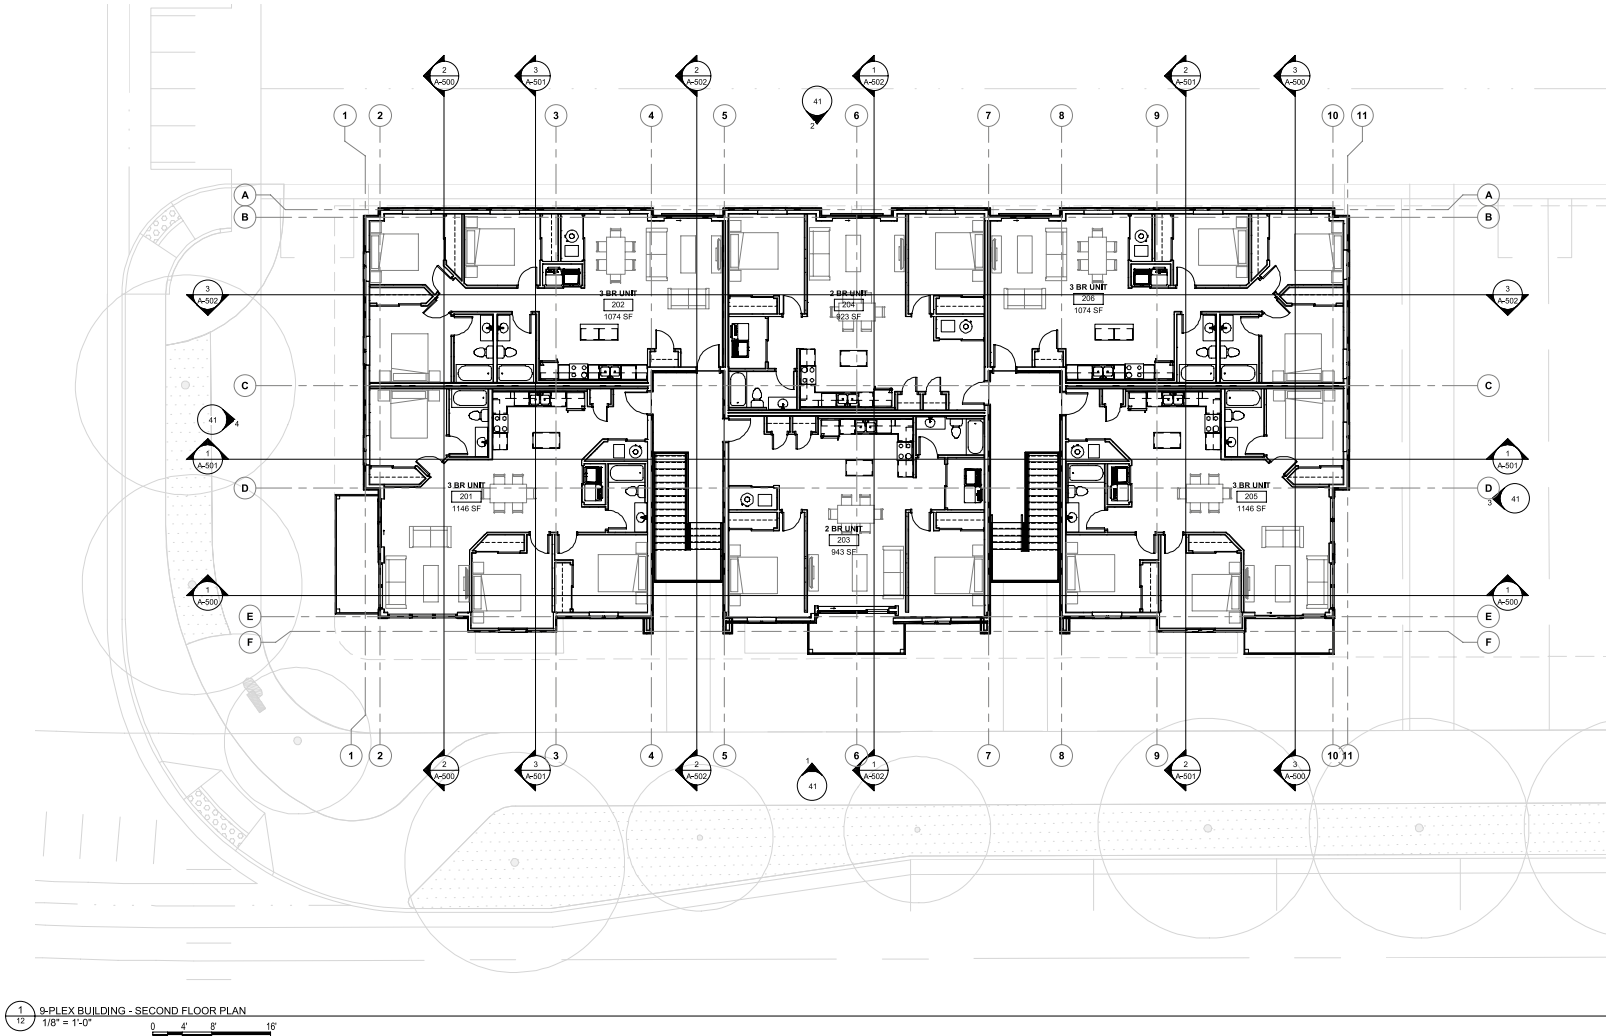 2 3 2 1 2 3
A-500 A-501 A-502 A-502 A-501 A-500
41
2
1 2 3 4 5 6 7 8 9 10 11
A A
B B
3 3
A-502 A-502
3 BR UNIT
202
1074 SF
2 BR UNIT
204
923 SF
3 BR UNIT
206
1074 SF
C C
41
4
1 1
A-501 A-501
D D
41
3
3 BR UNIT
201
1146 SF
2 BR UNIT
203
943 SF
3 BR UNIT
205
1146 SF
1 1
A-500 A-500
E E
F F
1 2 3 4 5 6 7 8 9 10 11
2 3 2 1 2 3
A-500 A-501 A-502 A-502 A-501 A-500
1
41
1
12
9-PLEX BUILDING - SECOND FLOOR PLAN
1/8" = 1'-0"
0 4' 8' 16'